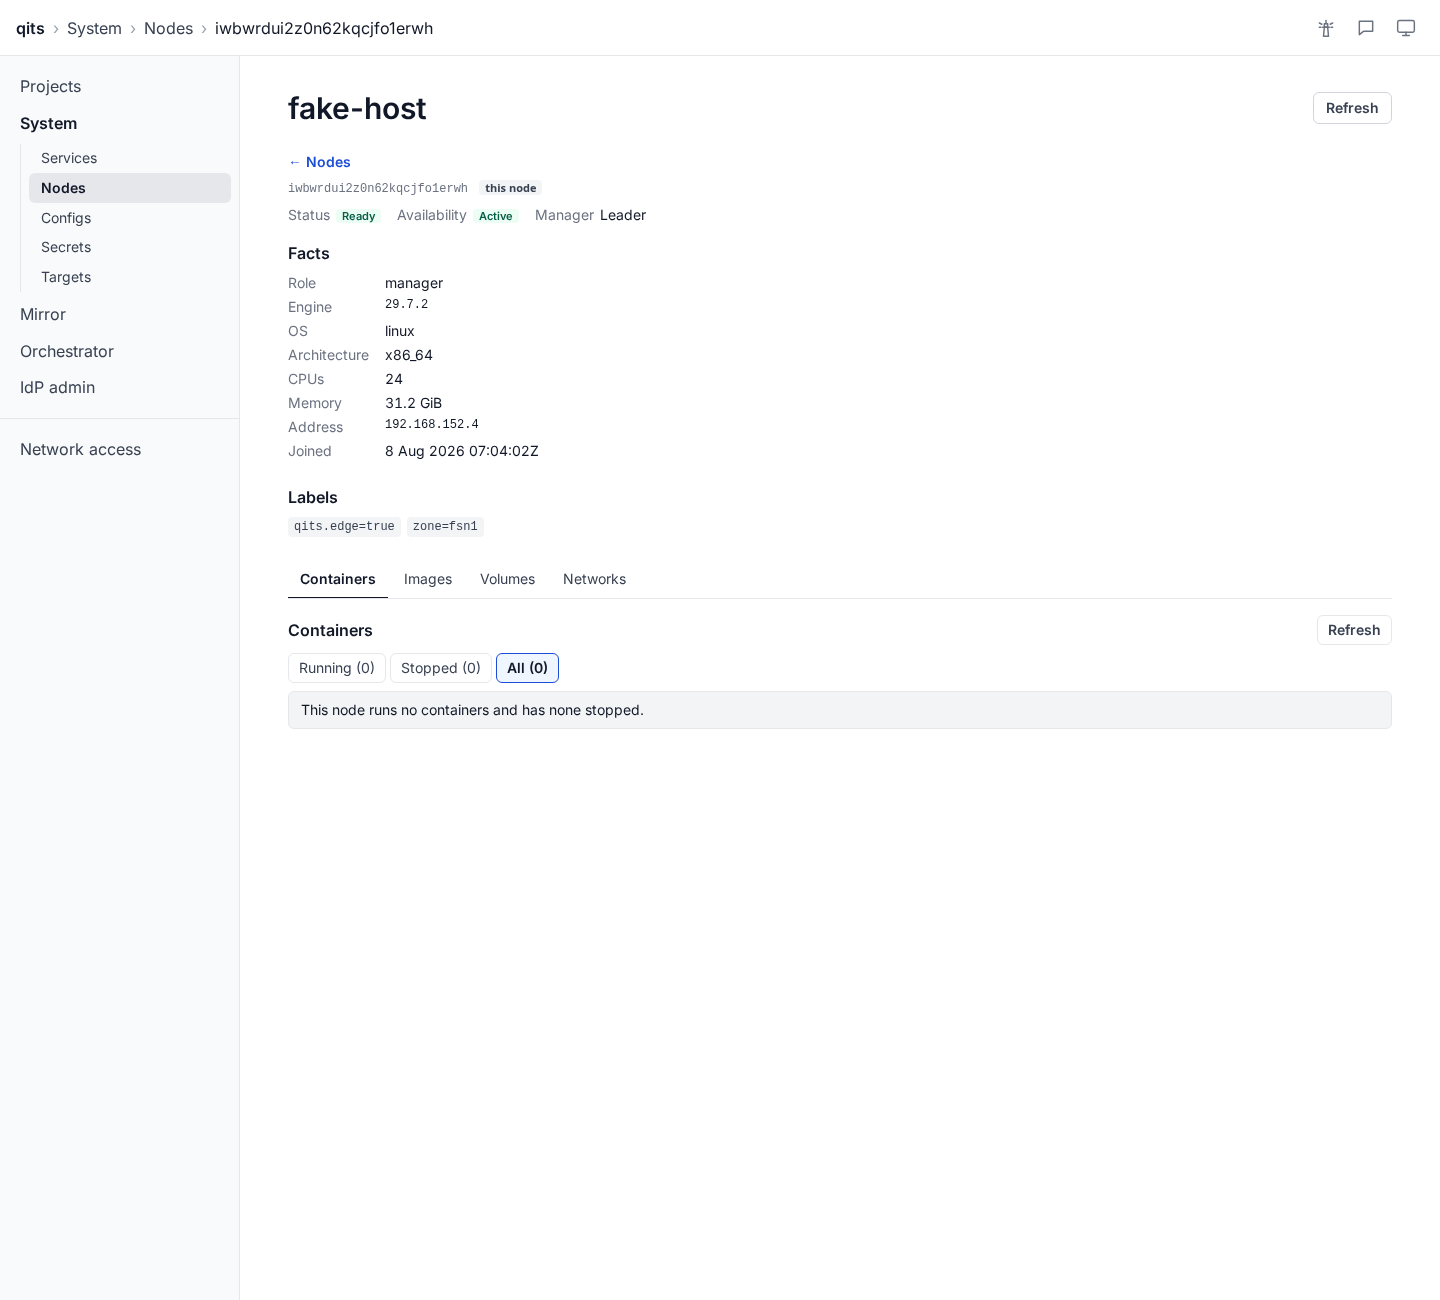 qits › System › Nodes › iwbwrdui2z0n62kqcjfo1erwh
Projects
System
Services
Nodes
Configs
Secrets
Targets
Mirror
Orchestrator
IdP admin
Network access
fake-host
Refresh
← Nodes
iwbwrdui2z0n62kqcjfo1erwh this node
Status Ready Availability Active Manager Leader
Facts
Role manager
Engine 29.7.2
OS linux
Architecture x86_64
CPUs 24
Memory 31.2 GiB
Address 192.168.152.4
Joined 8 Aug 2026 07:04:02Z
Labels
qits.edge=true zone=fsn1
Containers Images Volumes Networks
Containers
Refresh
Running (0) Stopped (0) All (0)
This node runs no containers and has none stopped.